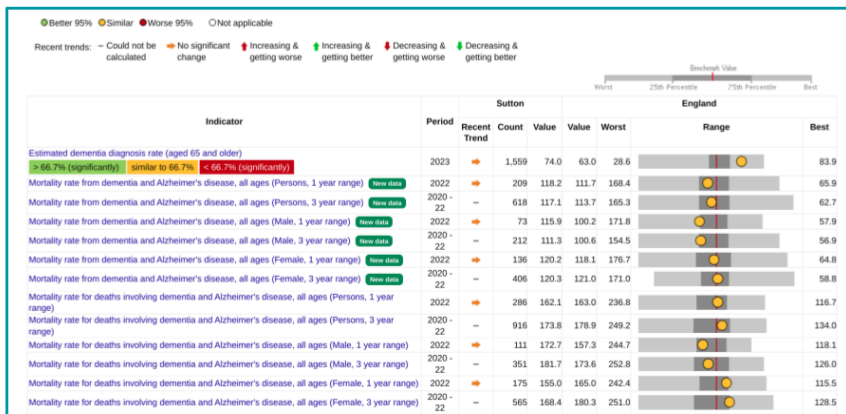 Better 95% Similar Worse 95% Not applicable
Recent trends: – Could not be calculated No significant change Increasing & getting worse Increasing & getting better Decreasing & getting worse Decreasing & getting better
Benchmark Value
Worst 25th Percentile 75th Percentile Best
Sutton England
Indicator Period Recent Trend Count Value Value Worst Range Best
Estimated dementia diagnosis rate (aged 65 and older)
> 66.7% (significantly) similar to 66.7% < 66.7% (significantly) 2023 1,559 74.0 63.0 28.6 83.9
Mortality rate from dementia and Alzheimer's disease, all ages (Persons, 1 year range) New data 2022 209 118.2 111.7 168.4 65.9
Mortality rate from dementia and Alzheimer's disease, all ages (Persons, 3 year range) New data 2020 - 22 – 618 117.1 113.7 165.3 62.7
Mortality rate from dementia and Alzheimer's disease, all ages (Male, 1 year range) New data 2022 73 115.9 100.2 171.8 57.9
Mortality rate from dementia and Alzheimer's disease, all ages (Male, 3 year range) New data 2020 - 22 – 212 111.3 100.6 154.5 56.9
Mortality rate from dementia and Alzheimer's disease, all ages (Female, 1 year range) New data 2022 136 120.2 118.1 176.7 64.8
Mortality rate from dementia and Alzheimer's disease, all ages (Female, 3 year range) New data 2020 - 22 – 406 120.3 121.0 171.0 58.8
Mortality rate for deaths involving dementia and Alzheimer's disease, all ages (Persons, 1 year range) 2022 286 162.1 163.0 236.8 116.7
Mortality rate for deaths involving dementia and Alzheimer's disease, all ages (Persons, 3 year range) 2020 - 22 – 916 173.8 178.9 249.2 134.0
Mortality rate for deaths involving dementia and Alzheimer's disease, all ages (Male, 1 year range) 2022 111 172.7 157.3 244.7 118.1
Mortality rate for deaths involving dementia and Alzheimer's disease, all ages (Male, 3 year range) 2020 - 22 – 351 181.7 173.6 252.8 126.0
Mortality rate for deaths involving dementia and Alzheimer's disease, all ages (Female, 1 year range) 2022 175 155.0 165.0 242.4 115.5
Mortality rate for deaths involving dementia and Alzheimer's disease, all ages (Female, 3 year range) 2020 - 22 – 565 168.4 180.3 251.0 128.5